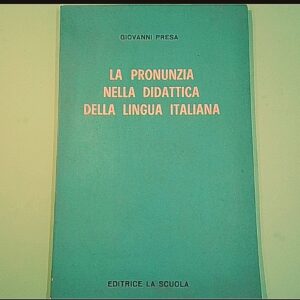 GIOVANNI PRESA
LA PRONUNZIA
NELLA DIDATTICA
DELLA LINGUA ITALIANA
EDITRICE LA SCUOLA